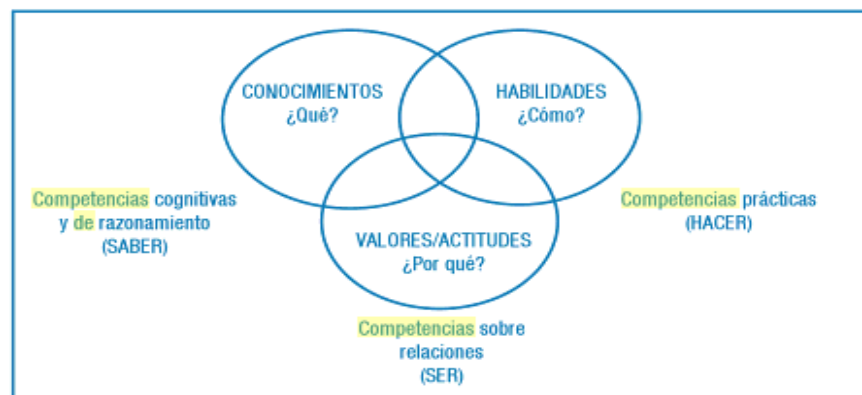 CONOCIMIENTOS
¿Qué?
HABILIDADES
¿Cómo?
Competencias cognitivas
y de razonamiento
(SABER)
Competencias prácticas
(HACER)
VALORES/ACTITUDES
¿Por qué?
Competencias sobre
relaciones
(SER)